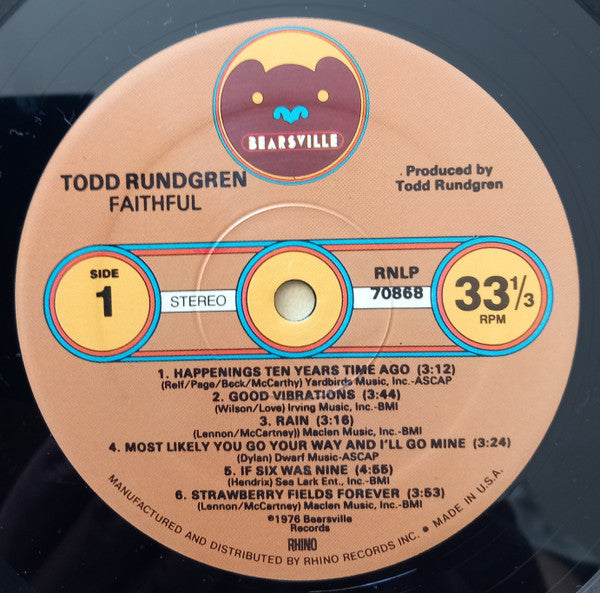 BEARSVILLE
TODD RUNDGREN
FAITHFUL
Produced by
Todd Rundgren
SIDE
1
STEREO
RNLP
70868
33 1/3
RPM
1. HAPPENINGS TEN YEARS TIME AGO (3:12)
(Relf/Page/Beck/McCarthy) Yardbirds Music, Inc.-ASCAP
2. GOOD VIBRATIONS (3:44)
(Wilson/Love) Irving Music, Inc.-BMI
3. RAIN (3:16)
(Lennon/McCartney)) Maclen Music, Inc.-BMI
4. MOST LIKELY YOU GO YOUR WAY AND I'LL GO MINE (3:24)
(Dylan) Dwarf Music-ASCAP
5. IF SIX WAS NINE (4:55)
(Hendrix) Sea Lark Ent., Inc.-BMI
6. STRAWBERRY FIELDS FOREVER (3:53)
(Lennon/McCartney) Maclen Music, Inc.-BMI
℗1976 Bearsville
Records
RHINO
MANUFACTURED AND DISTRIBUTED BY RHINO RECORDS INC. • MADE IN U.S.A.